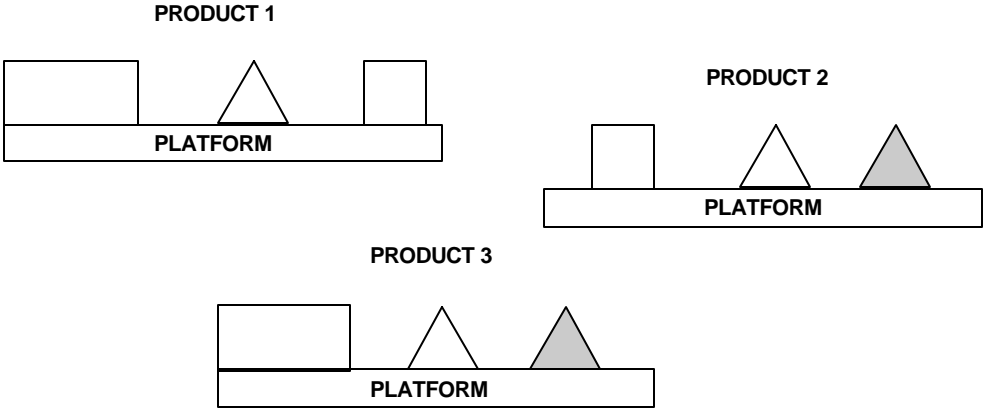 PRODUCT 1
PLATFORM
PRODUCT 2
PLATFORM
PRODUCT 3
PLATFORM